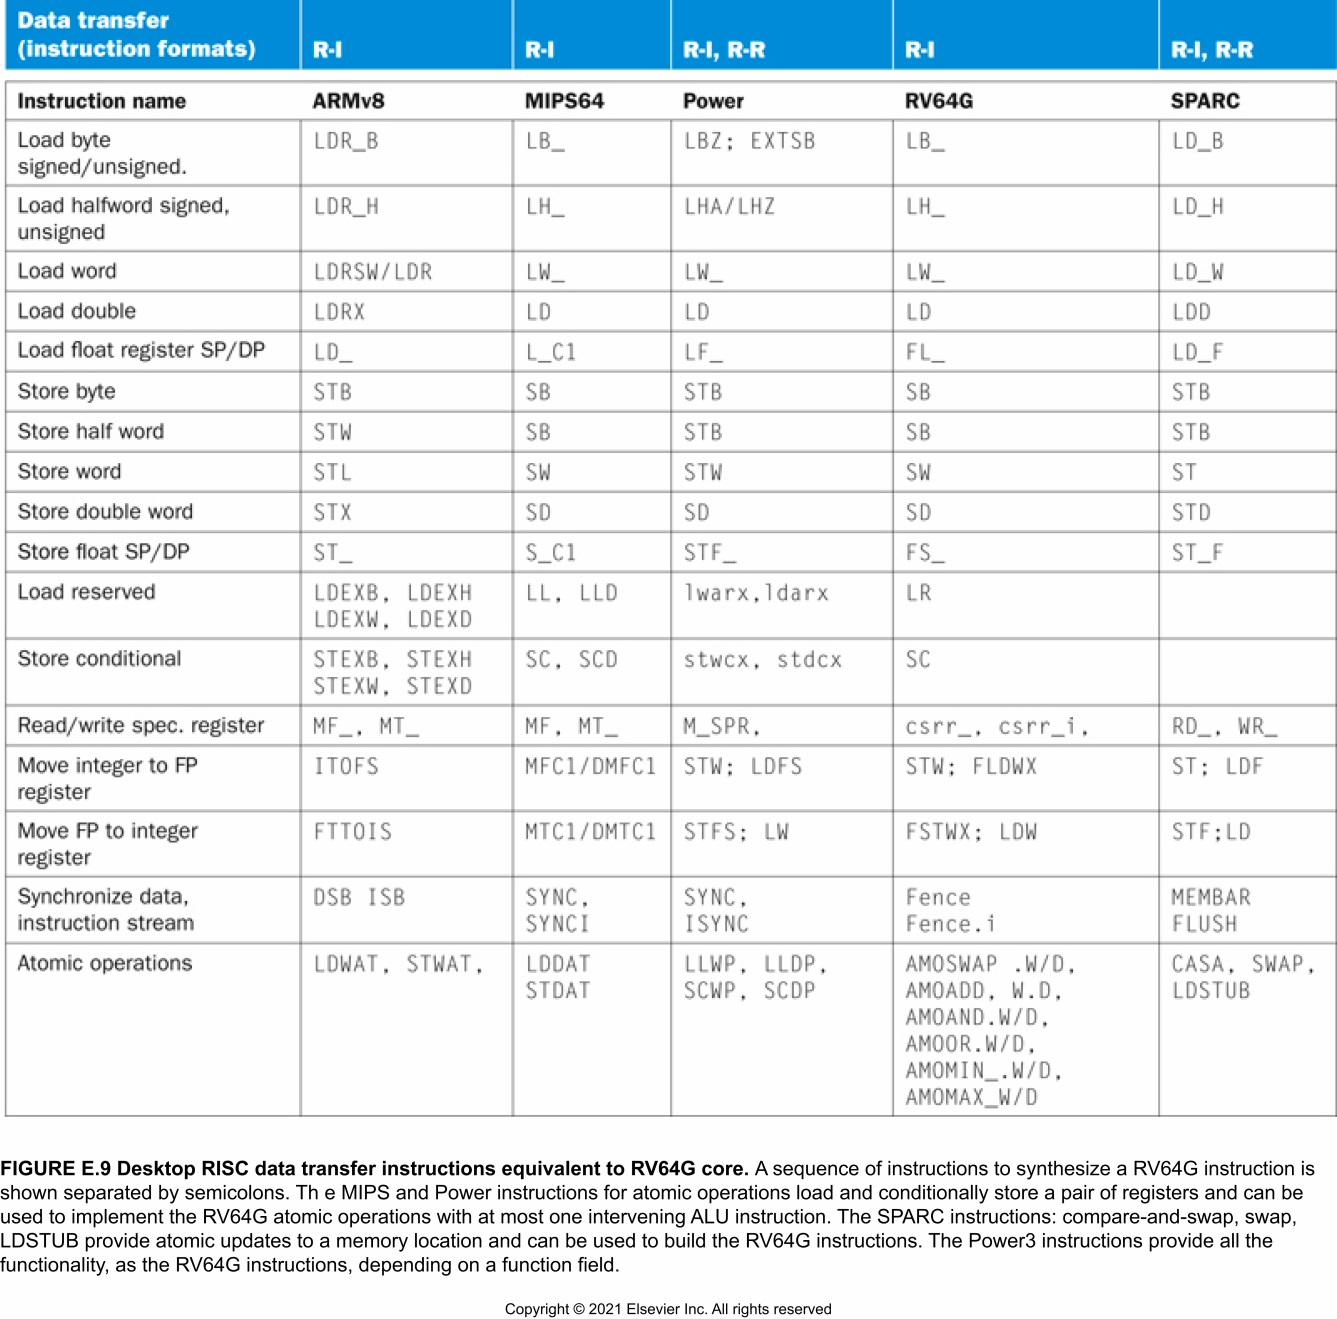 Data transfer
(instruction formats) R-I R-I R-I, R-R R-I R-I, R-R
Instruction name ARMv8 MIPS64 Power RV64G SPARC
Load byte LDR_B LB_ LBZ; EXTSB LB_ LD_B
signed/unsigned.
Load halfword signed, LDR_H LH_ LHA/LHZ LH_ LD_H
unsigned
Load word LDRSW/LDR LW_ LW_ LW_ LD_W
Load double LDRX LD LD LD LDD
Load float register SP/DP LD_ L_C1 LF_ FL_ LD_F
Store byte STB SB STB SB STB
Store half word STW SB STB SB STB
Store word STL SW STW SW ST
Store double word STX SD SD SD STD
Store float SP/DP ST_ S_C1 STF_ FS_ ST_F
Load reserved LDEXB, LDEXH LL, LLD lwarx,ldarx LR
LDEXW, LDEXD
Store conditional STEXB, STEXH SC, SCD stwcx, stdcx SC
STEXW, STEXD
Read/write spec. register MF_, MT_ MF, MT_ M_SPR, csrr_, csrr_i, RD_, WR_
Move integer to FP ITOFS MFC1/DMFC1 STW; LDFS STW; FLDWX ST; LDF
register
Move FP to integer FTTOIS MTC1/DMTC1 STFS; LW FSTWX; LDW STF;LD
register
Synchronize data, DSB ISB SYNC, SYNC, Fence MEMBAR
instruction stream SYNCI ISYNC Fence.i FLUSH
Atomic operations LDWAT, STWAT, LDDAT LLWP, LLDP, AMOSWAP .W/D, CASA, SWAP,
STDAT SCWP, SCDP AMOADD, W.D, LDSTUB
AMOAND.W/D,
AMOOR.W/D,
AMOMIN_.W/D,
AMOMAX_W/D
FIGURE E.9 Desktop RISC data transfer instructions equivalent to RV64G core. A sequence of instructions to synthesize a RV64G instruction is
shown separated by semicolons. Th e MIPS and Power instructions for atomic operations load and conditionally store a pair of registers and can be
used to implement the RV64G atomic operations with at most one intervening ALU instruction. The SPARC instructions: compare-and-swap, swap,
LDSTUB provide atomic updates to a memory location and can be used to build the RV64G instructions. The Power3 instructions provide all the
functionality, as the RV64G instructions, depending on a function field.
Copyright © 2021 Elsevier Inc. All rights reserved